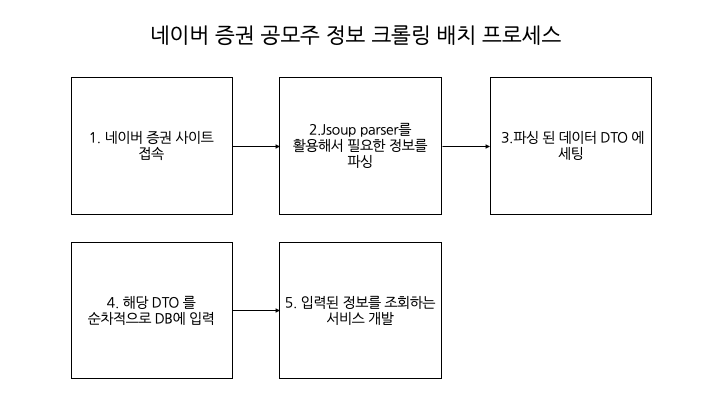 네이버 증권 공모주 정보 크롤링 배치 프로세스
1. 네이버 증권 사이트
접속
2.Jsoup parser를
활용해서 필요한 정보를
파싱
3.파싱 된 데이터 DTO 에
세팅
4. 해당 DTO 를
순차적으로 DB에 입력
5. 입력된 정보를 조회하는
서비스 개발